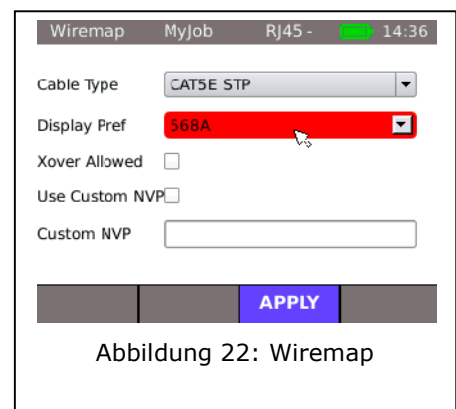 Wiremap MyJob RJ45 - 14:36
Cable Type CAT5E STP
Display Pref 568A
Xover Allowed
Use Custom NVP
Custom NVP
APPLY
Abbildung 22: Wiremap